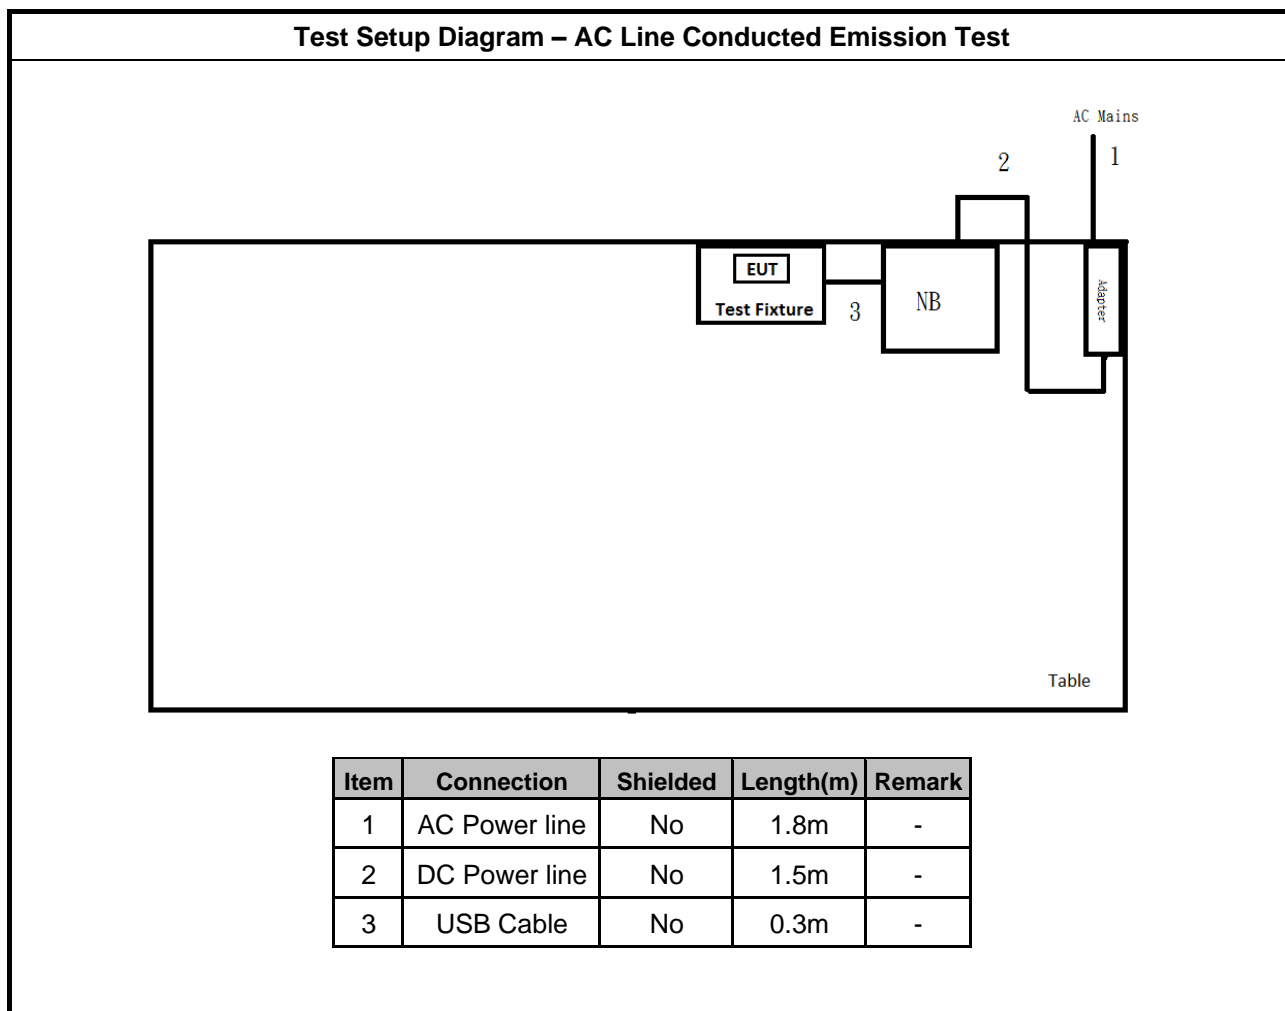 Test Setup Diagram – AC Line Conducted Emission Test
AC Mains
1
2
EUT
Test Fixture
3
NB
Adapter
Table
Item Connection Shielded Length(m) Remark
1 AC Power line No 1.8m -
2 DC Power line No 1.5m -
3 USB Cable No 0.3m -